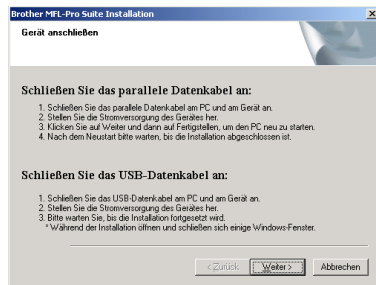 Brother MFL-Pro Suite Installation
Gerät anschließen
Schließen Sie das parallele Datenkabel an:
1. Schließen Sie das parallele Datenkabel am PC und am Gerät an.
2. Stellen Sie die Stromversorgung des Gerätes her.
3. Klicken Sie auf Weiter und dann auf Fertigstellen, um den PC neu zu starten.
4. Nach dem Neustart bitte warten, bis die Installation abgeschlossen ist.
Schließen Sie das USB-Datenkabel an:
1. Schließen Sie das USB-Datenkabel am PC und am Gerät an.
2. Stellen Sie die Stromversorgung des Gerätes her.
3. Bitte warten Sie, bis die Installation fortgesetzt wird.
* Während der Installation öffnen und schließen sich einige Windows-Fenster.
< Zurück Weiter > Abbrechen